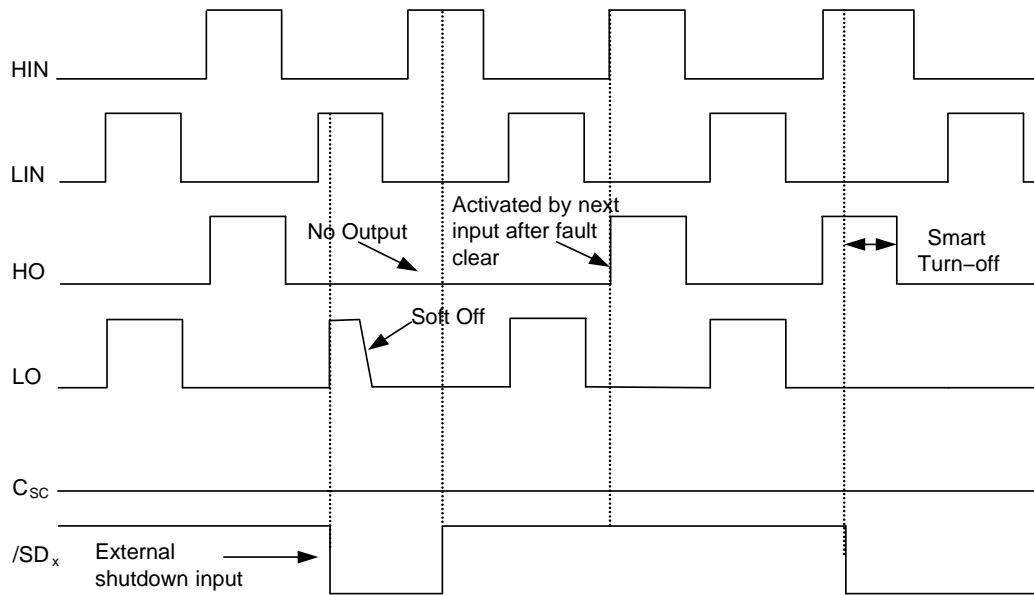 HIN
LIN
No Output
Activated by next
input after fault
clear
Smart
Turn−off
HO
Soft Off
LO
CSC
/SDx
External
shutdown input